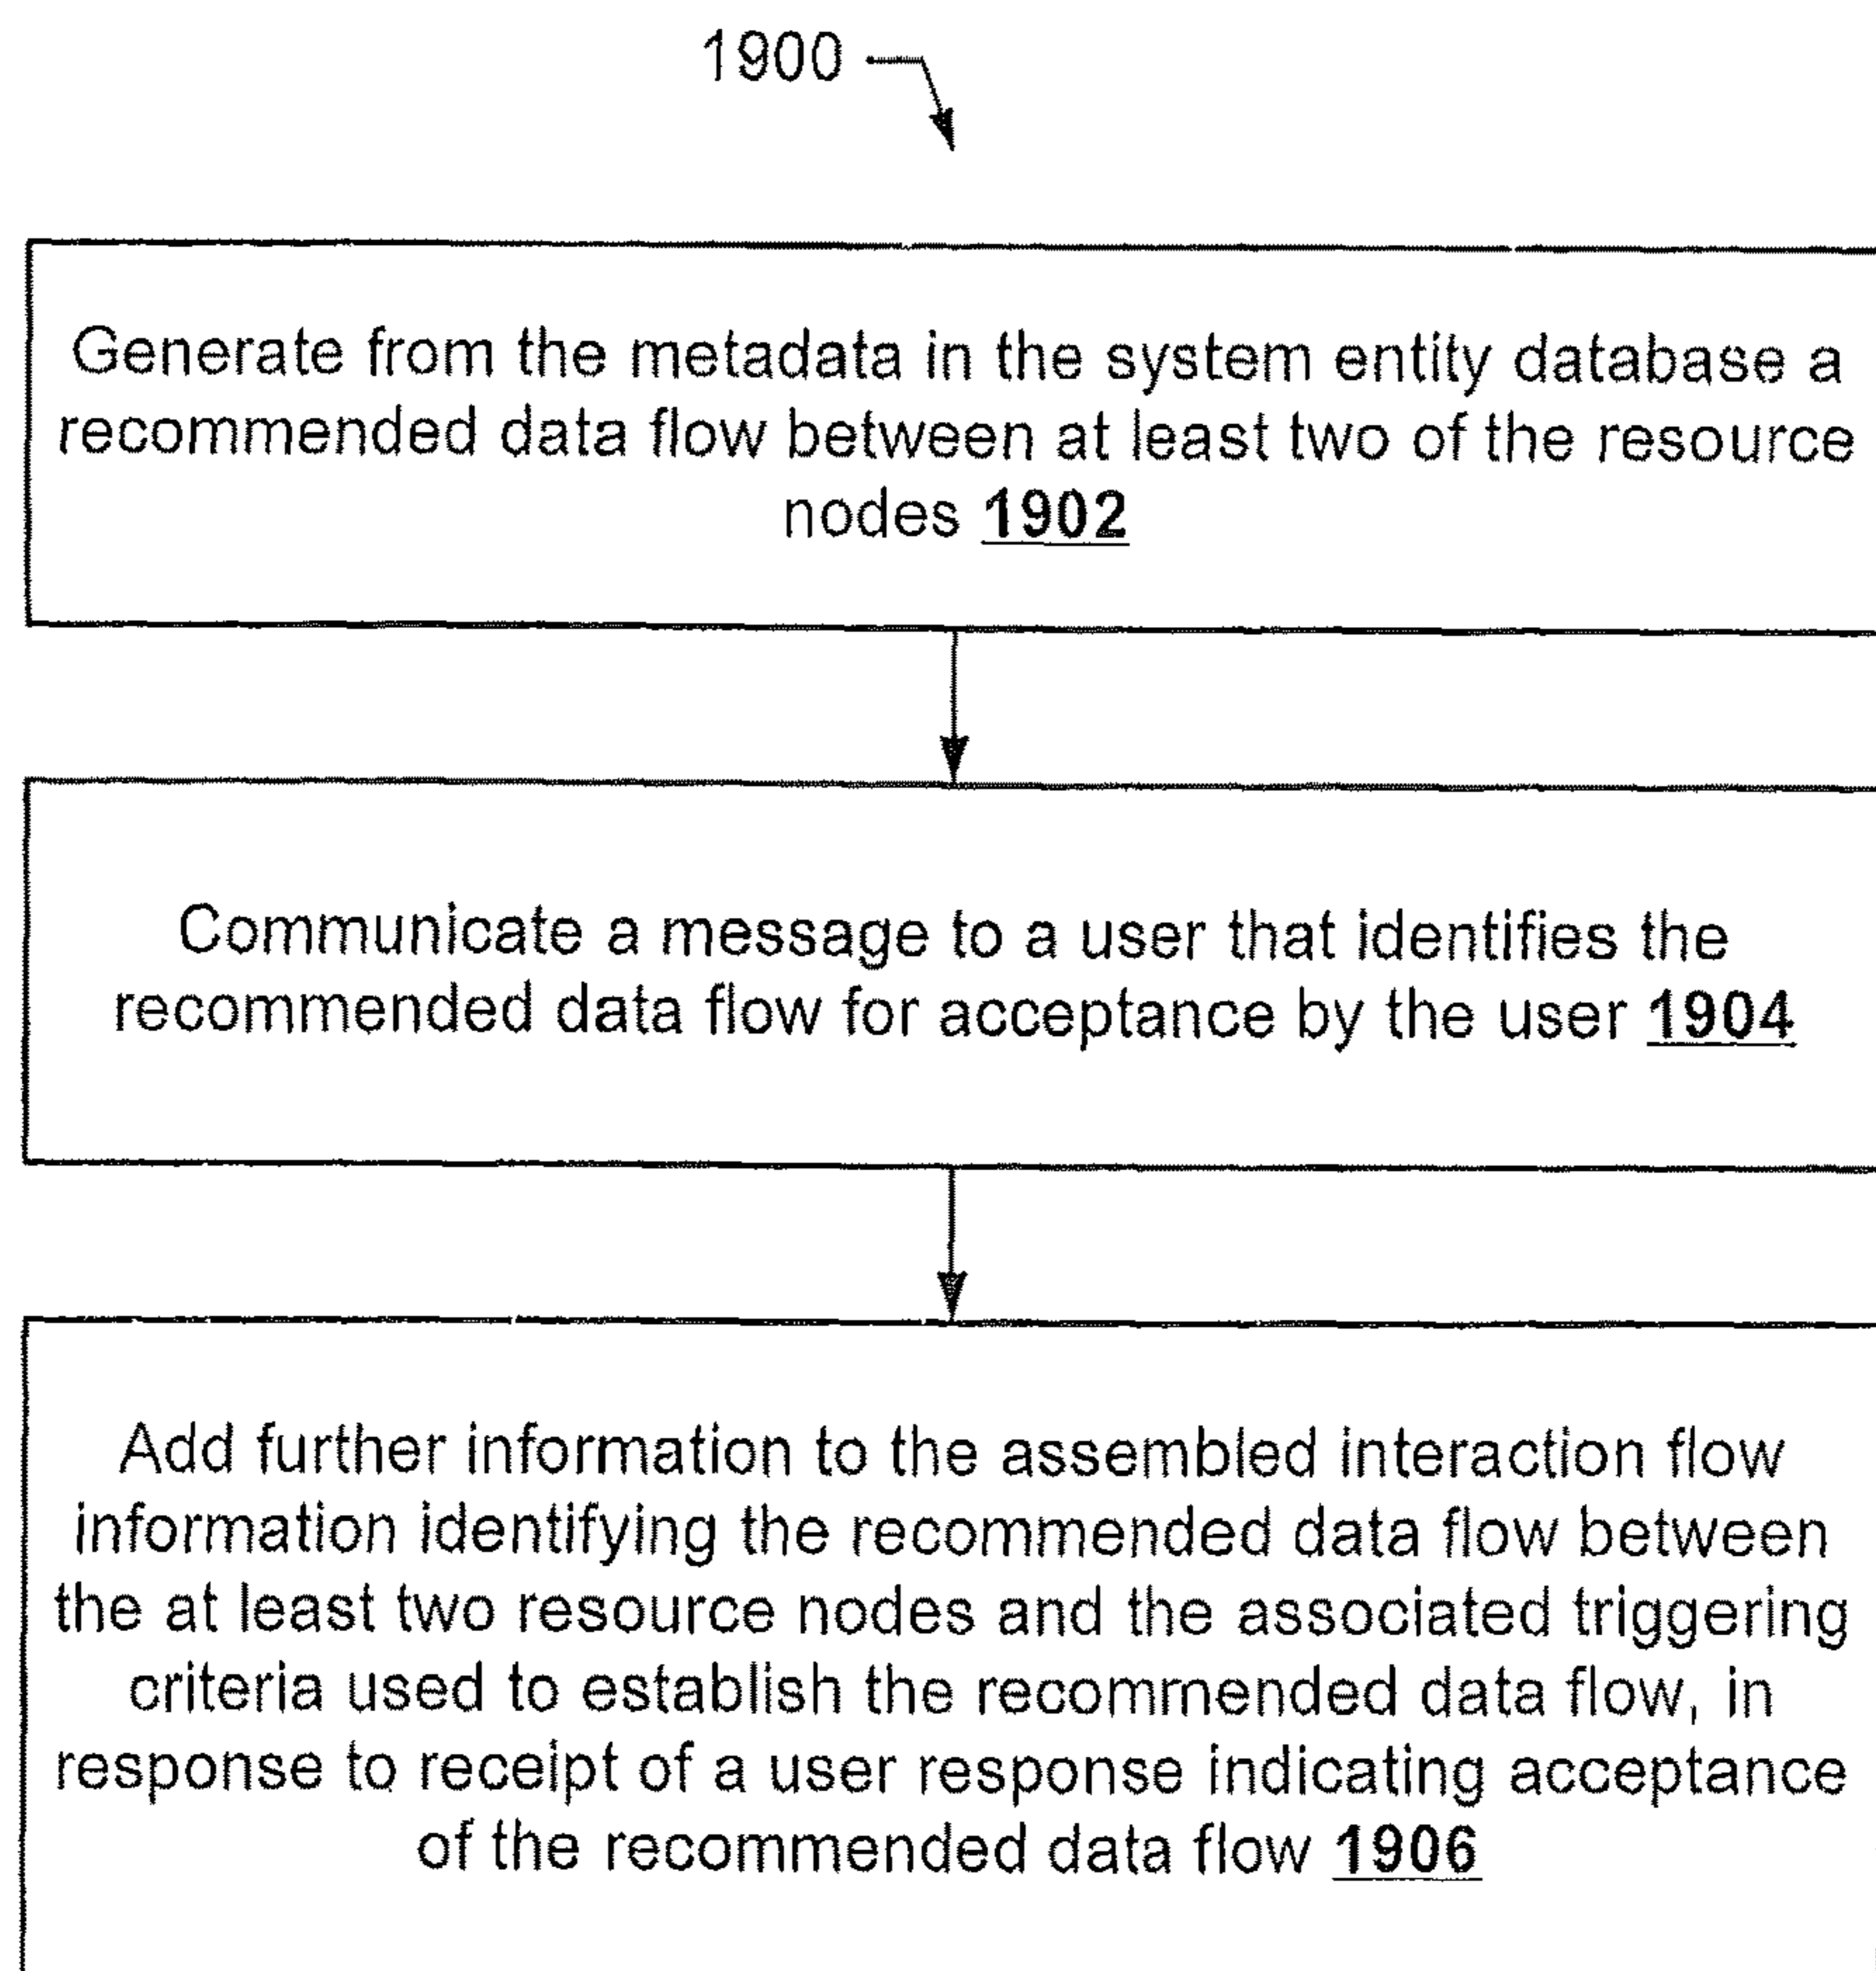 1900
Generate from the metadata in the system entity database a
recommended data flow between at least two of the resource
nodes 1902
Communicate a message to a user that identifies the
recommended data flow for acceptance by the user 1904
Add further information to the assembled interaction flow
information identifying the recommended data flow between
the at least two resource nodes and the associated triggering
criteria used to establish the recommended data flow, in
response to receipt of a user response indicating acceptance
of the recommended data flow 1906